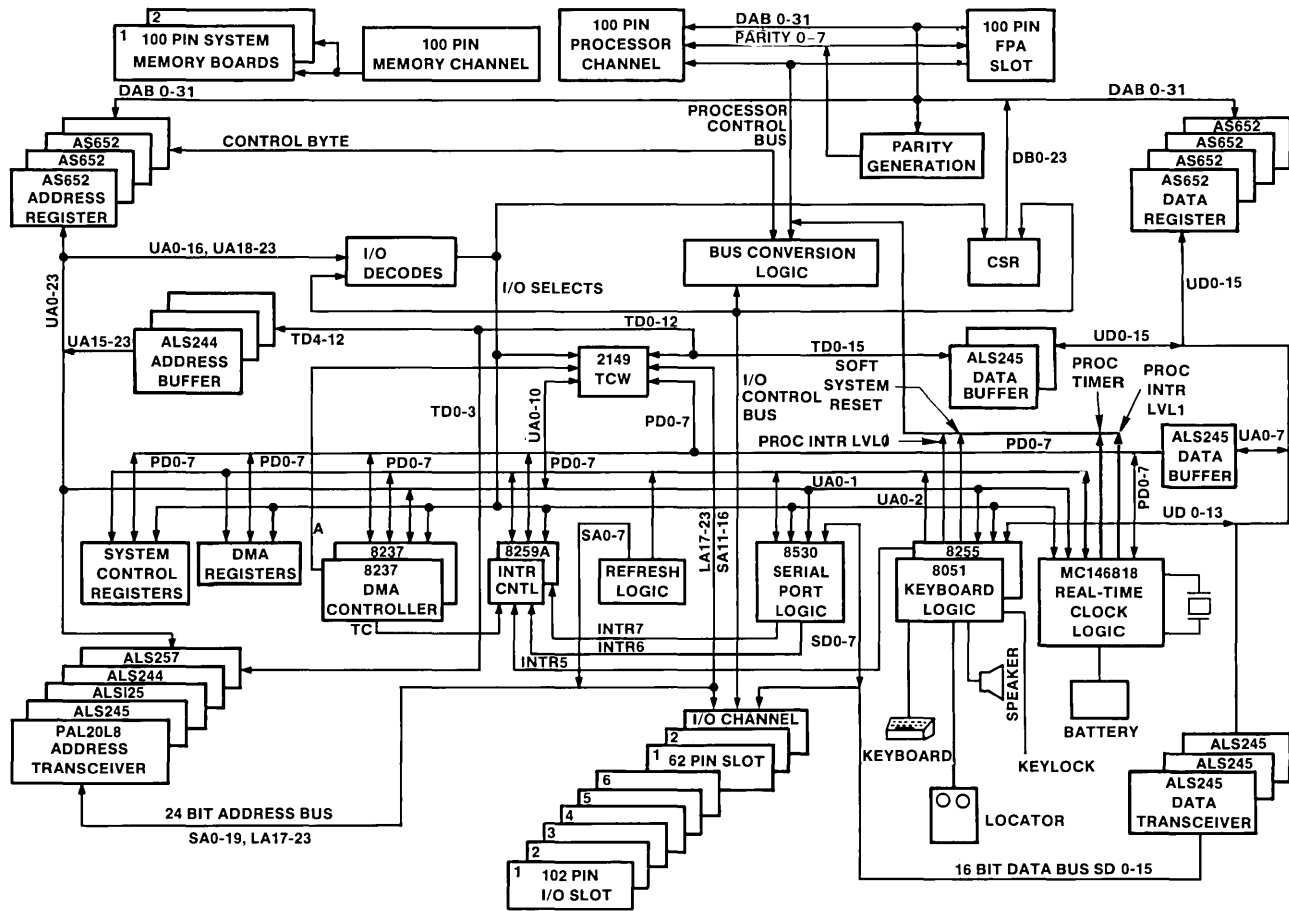 2
1
100 PIN SYSTEM
MEMORY BOARDS
100 PIN
MEMORY CHANNEL
100 PIN
PROCESSOR
CHANNEL
DAB 0-31
PARITY 0-7
100 PIN
FPA
SLOT
DAB 0-31
PROCESSOR
CONTROL
BUS
DAB 0-31
AS652
AS652
AS652
ADDRESS
REGISTER
CONTROL BYTE
PARITY
GENERATION
DB0-23
AS652
AS652
AS652
AS652
DATA
REGISTER
UA0-16, UA18-23
I/O
DECODES
BUS CONVERSION
LOGIC
CSR
UA0-23
I/O SELECTS
UD0-15
UA15-23
ALS244
ADDRESS
BUFFER
TD4-12
TD0-12
2149
TCW
TD0-15
SOFT
SYSTEM
RESET
ALS245
DATA
BUFFER
UD0-15
PROC
TIMER
PROC
INTR
LVL1
TD0-3
UA0-10
PD0-7
I/O
CONTROL
BUS
PROC INTR LVL0
PD0-7
ALS245
DATA
BUFFER
UA0-7
PD0-7
PD0-7
PD0-7
PD0-7
PD0-7
UA0-1
UA0-2
UD 0-13
A
SA0-7
LA17-23
SA11-16
SYSTEM
CONTROL
REGISTERS
DMA
REGISTERS
8237
8237
DMA
CONTROLLER
TC
8259A
INTR
CNTL
REFRESH
LOGIC
8530
SERIAL
PORT
LOGIC
8255
8051
KEYBOARD
LOGIC
MC146818
REAL-TIME
CLOCK
LOGIC
INTR7
INTR6
INTR5
SD0-7
ALS257
ALS244
ALS125
ALS245
PAL20L8
ADDRESS
TRANSCEIVER
I/O CHANNEL
2
1
62 PIN SLOT
6
5
4
3
2
1
102 PIN
I/O SLOT
KEYBOARD
SPEAKER
KEYLOCK
BATTERY
LOCATOR
ALS245
ALS245
ALS245
DATA
TRANSCEIVER
24 BIT ADDRESS BUS
SA0-19, LA17-23
16 BIT DATA BUS SD 0-15